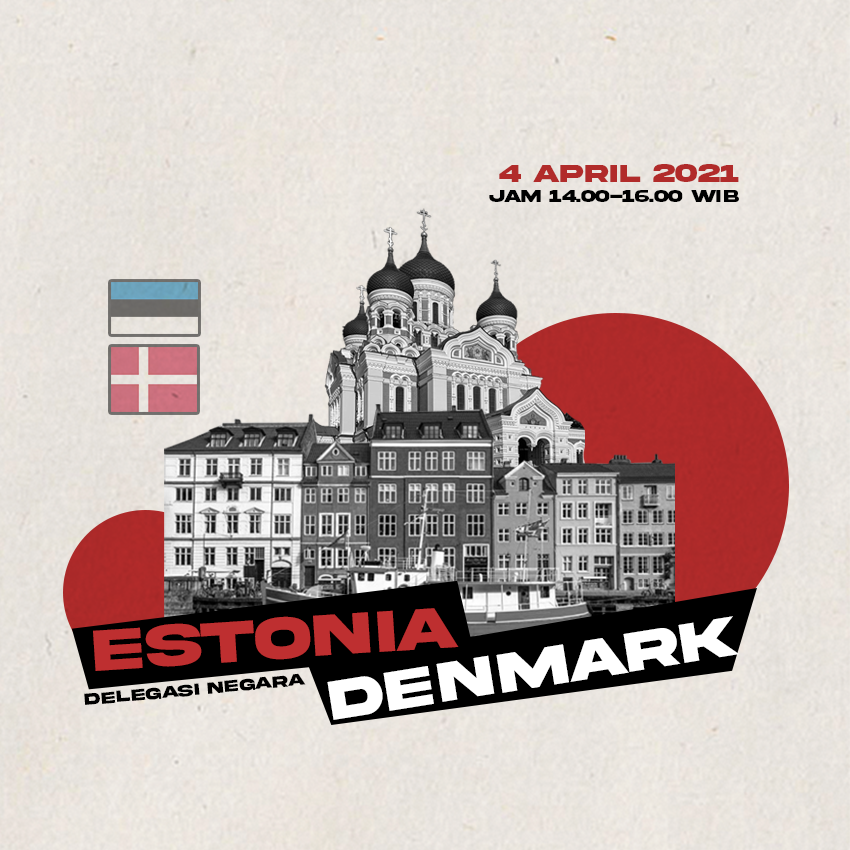 4 APRIL 2021
JAM 14.00-16.00 WIB
ESTONIA
DELEGASI NEGARA
DENMARK